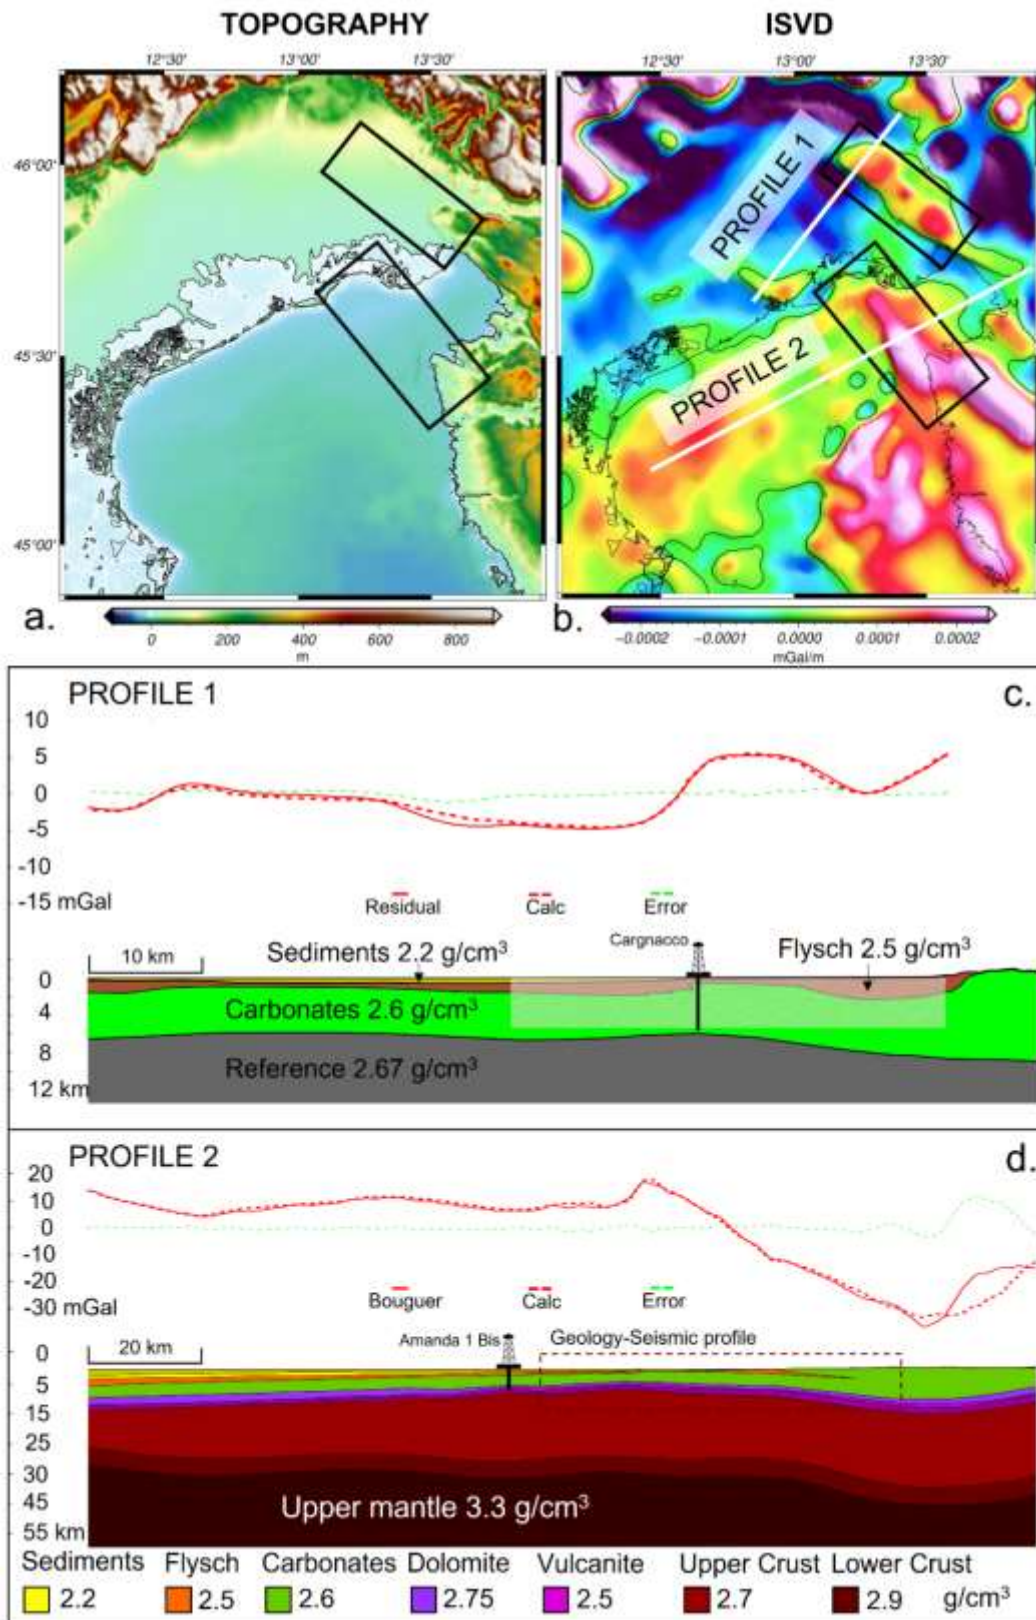 TOPOGRAPHY
ISVD
12°30' 13°00' 13°30'
12°30' 13°00' 13°30'
46°00'
45°30'
45°00'
PROFILE 1
PROFILE 2
a.
0 200 400 600 800
m
b.
−0.0002 −0.0001 0.0000 0.0001 0.0002
mGal/m
PROFILE 1
c.
10
5
0
-5
-10
-15 mGal
Residual Calc Error
10 km
Sediments 2.2 g/cm³
Cargnacco
Flysch 2.5 g/cm³
0
4
8
12 km
Carbonates 2.6 g/cm³
Reference 2.67 g/cm³
PROFILE 2
d.
20
10
0
-10
-20
-30 mGal
Bouguer Calc Error
20 km
Amanda 1 Bis
Geology-Seismic profile
0
5
15
25
30
45
55 km
Upper mantle 3.3 g/cm³
Sediments Flysch Carbonates Dolomite Vulcanite Upper Crust Lower Crust
2.2 2.5 2.6 2.75 2.5 2.7 2.9 g/cm³